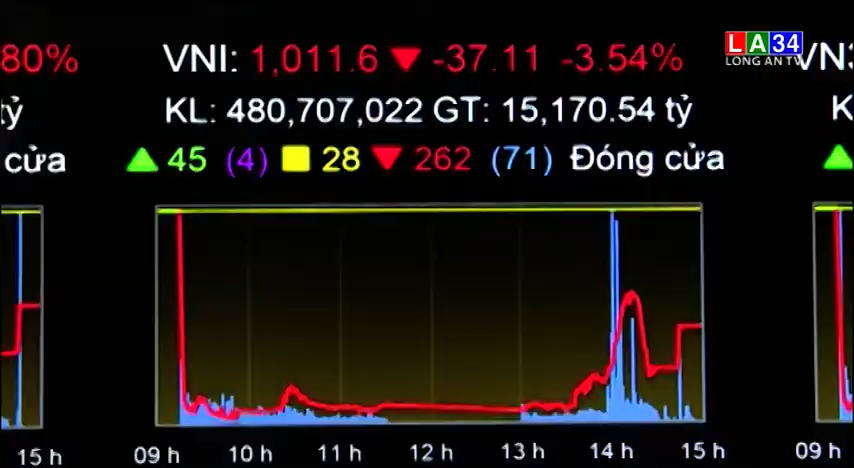 80%
VNI: 1,011.6 ▼ -37.11 -3.54%
LA34
LONG AN TV
VN3
tỷ
KL: 480,707,022 GT: 15,170.54 tỷ
K
cửa
▲ 45 (4) ■ 28 ▼ 262 (71) Đóng cửa
▲
15 h
09 h 10 h 11 h 12 h 13 h 14 h 15 h
09 h